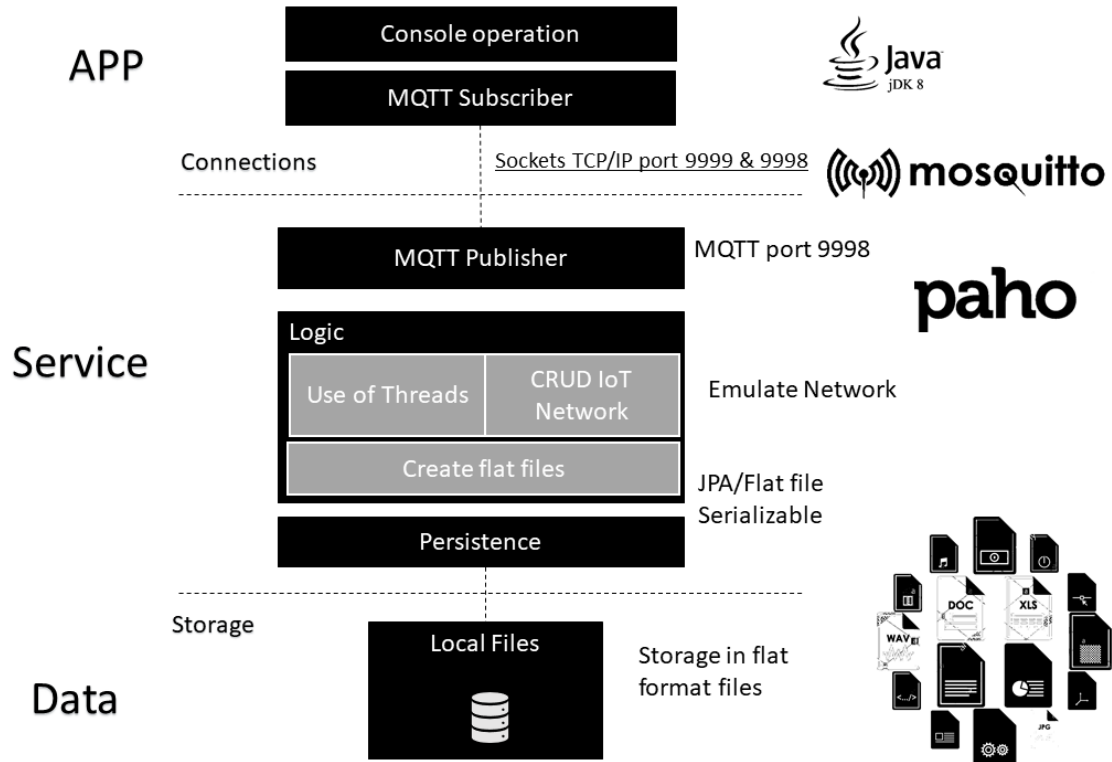 APP
Console operation
MQTT Subscriber
Java
jDK 8
Connections
Sockets TCP/IP port 9999 & 9998
mosquitto
MQTT Publisher
MQTT port 9998
paho
Service
Logic
Use of Threads
CRUD IoT
Network
Emulate Network
Create flat files
JPA/Flat file
Serializable
Persistence
Storage
Local Files
Storage in flat
format files
Data
DOC
XLS
WAV
<.../>
JPG